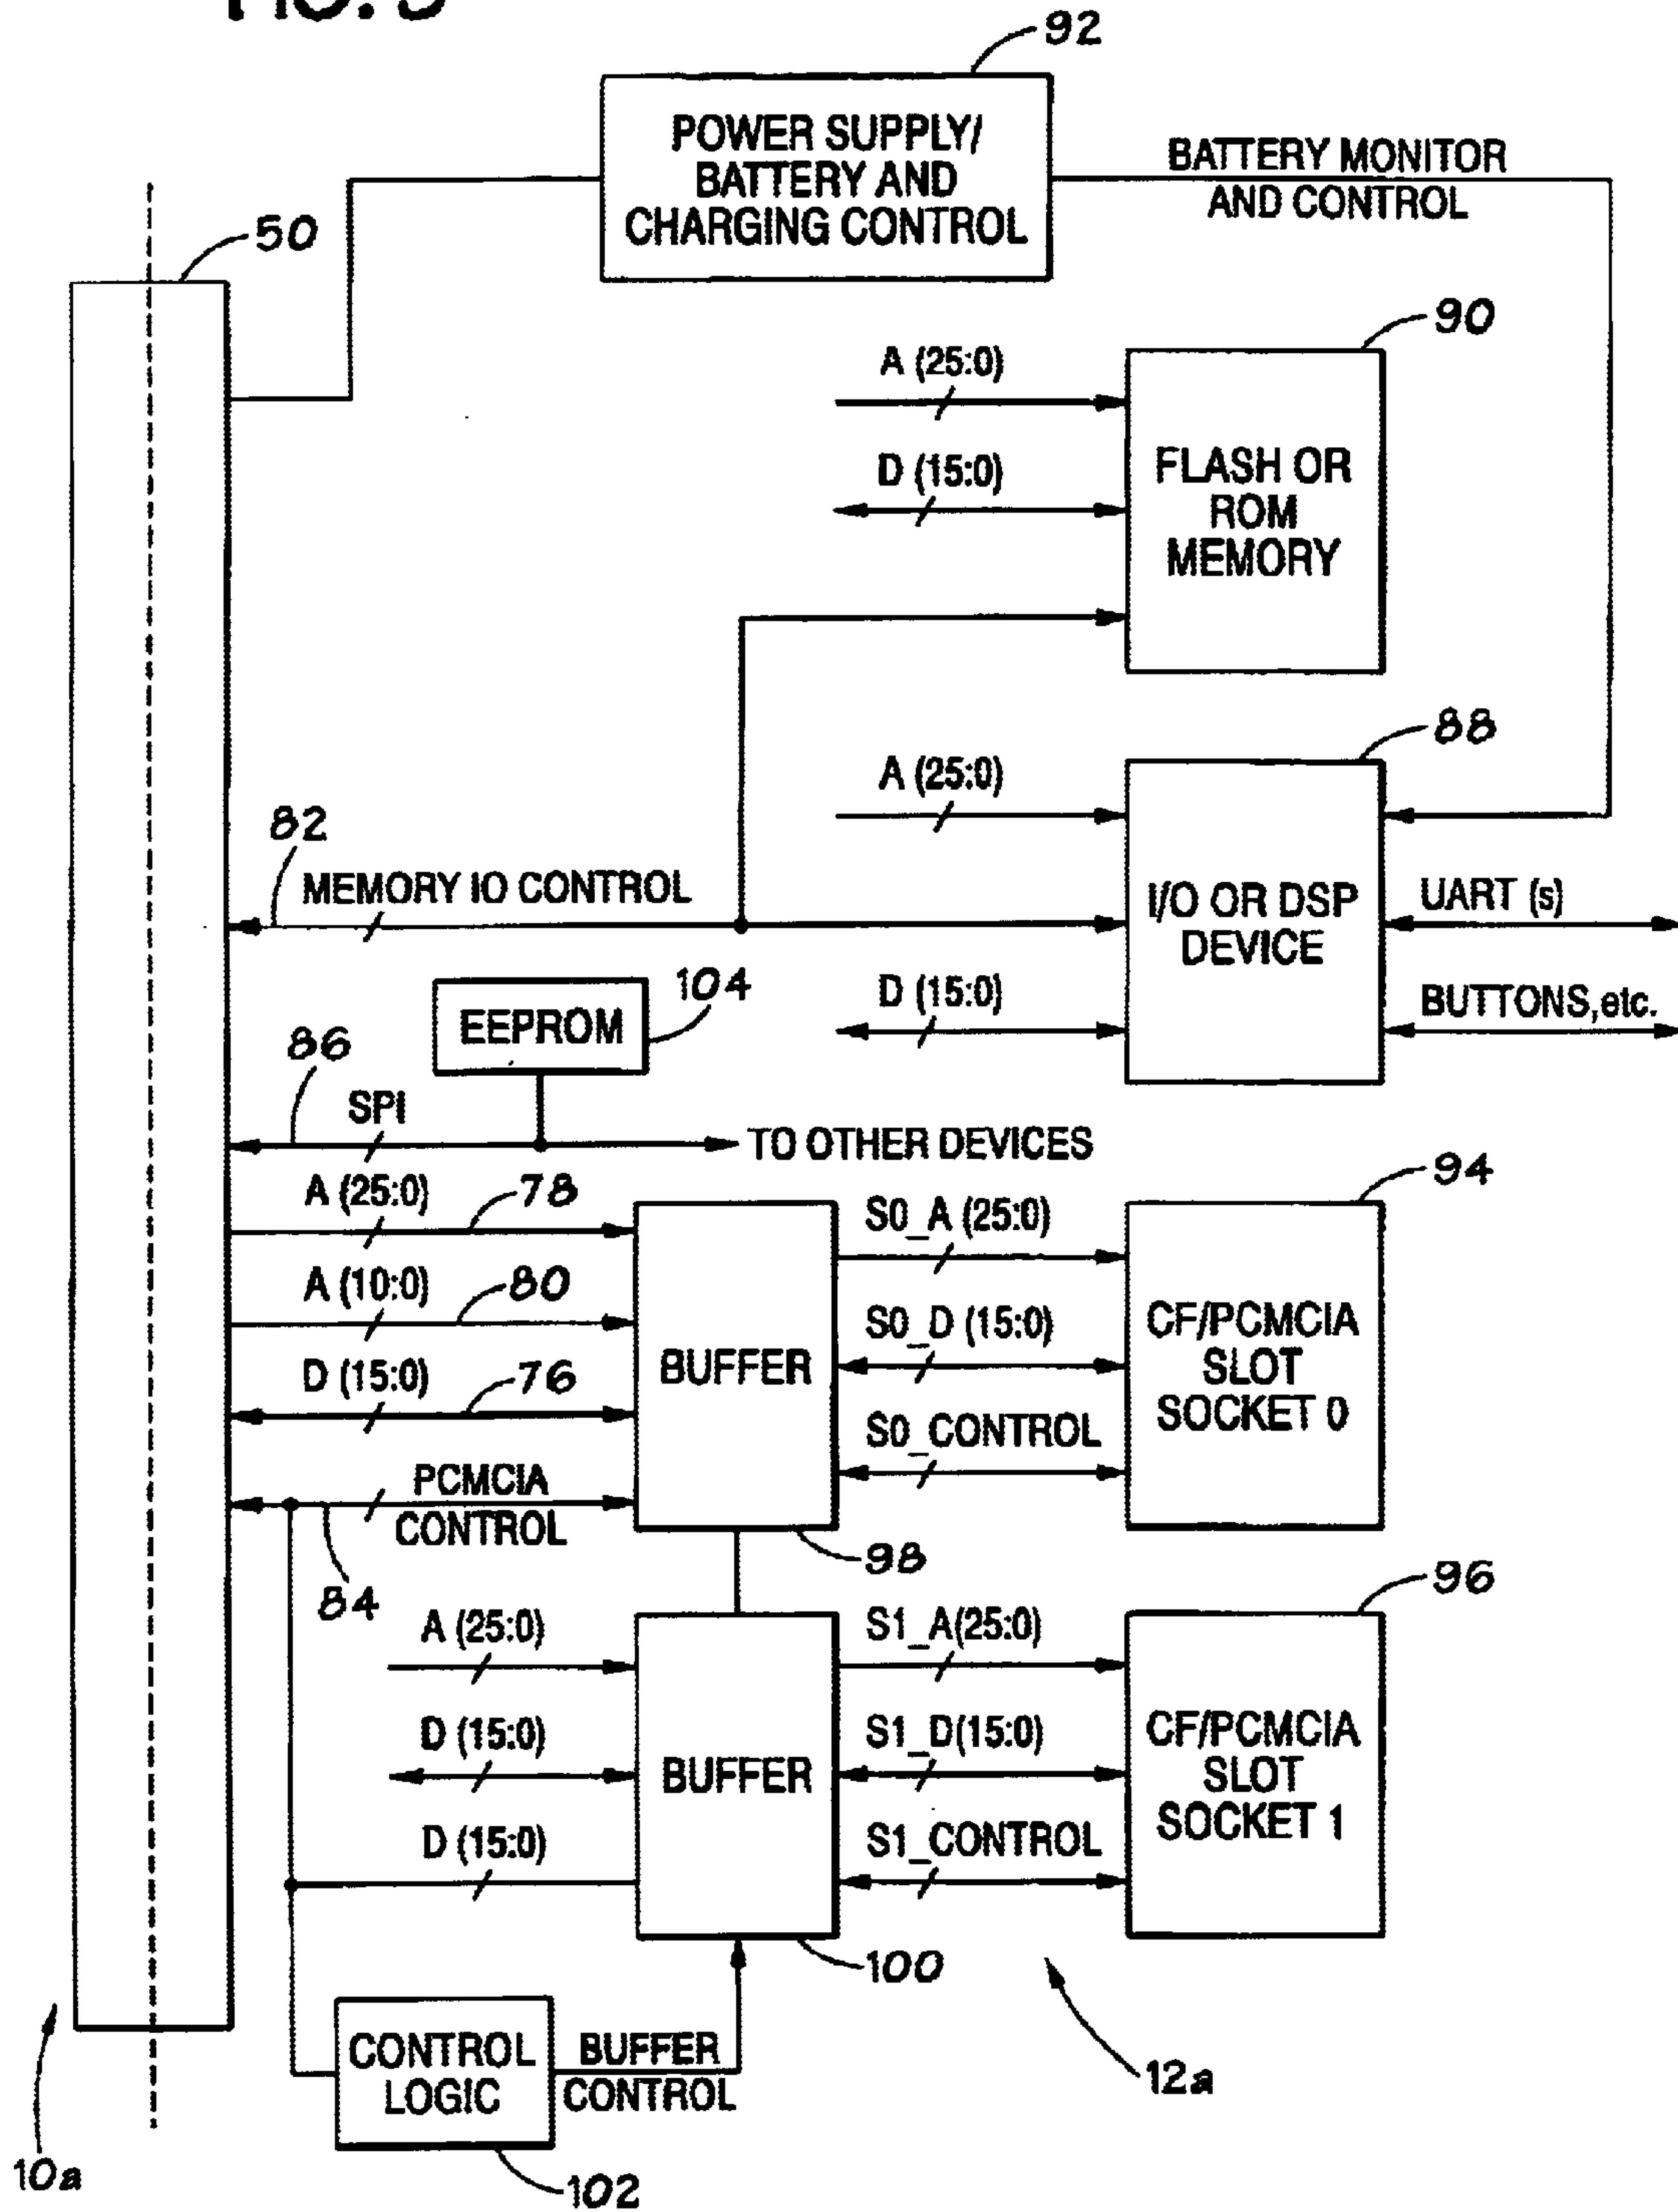 92
POWER SUPPLY/
BATTERY AND
CHARGING CONTROL
BATTERY MONITOR
AND CONTROL
50
90
A (25:0)
D (15:0)
FLASH OR
ROM
MEMORY
88
A (25:0)
82
MEMORY IO CONTROL
I/O OR DSP
DEVICE
UART (s)
D (15:0)
BUTTONS,etc.
EEPROM
104
86
SPI
TO OTHER DEVICES
A (25:0)
78
A (10:0)
80
D (15:0)
76
PCMCIA
CONTROL
84
BUFFER
98
S0_A (25:0)
S0_D (15:0)
S0_CONTROL
94
CF/PCMCIA
SLOT
SOCKET 0
A (25:0)
D (15:0)
D (15:0)
BUFFER
100
S1_A(25:0)
S1_D(15:0)
S1_CONTROL
96
CF/PCMCIA
SLOT
SOCKET 1
CONTROL
LOGIC
102
BUFFER
CONTROL
12a
10a